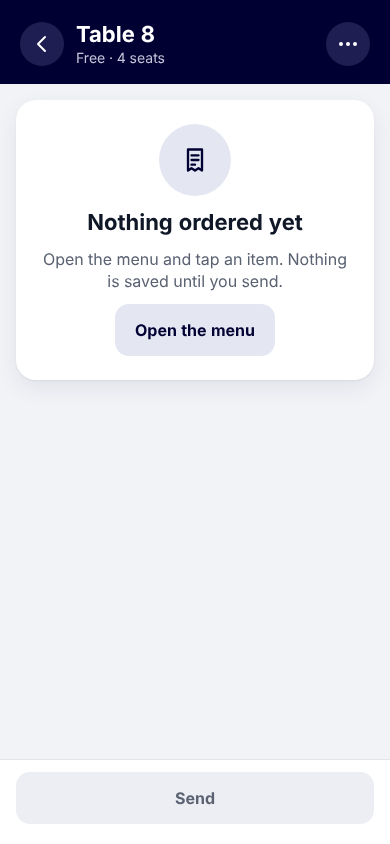 Table 8
Free · 4 seats
Nothing ordered yet
Open the menu and tap an item. Nothing
is saved until you send.
Open the menu
Send